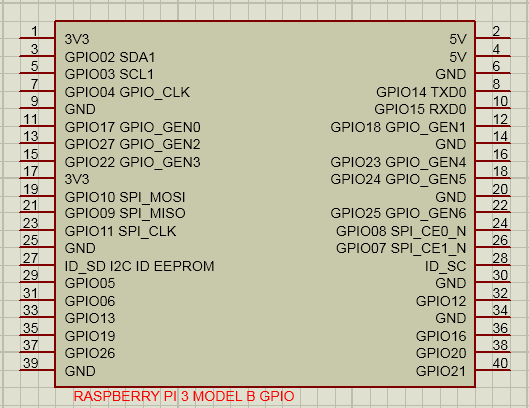 1 3V3 5V 2
3 GPIO02 SDA1 5V 4
5 GPIO03 SCL1 GND 6
7 GPIO04 GPIO_CLK GPIO14 TXD0 8
9 GND GPIO15 RXD0 10
11 GPIO17 GPIO_GEN0 GPIO18 GPIO_GEN1 12
13 GPIO27 GPIO_GEN2 GND 14
15 GPIO22 GPIO_GEN3 GPIO23 GPIO_GEN4 16
17 3V3 GPIO24 GPIO_GEN5 18
19 GPIO10 SPI_MOSI GND 20
21 GPIO09 SPI_MISO GPIO25 GPIO_GEN6 22
23 GPIO11 SPI_CLK GPIO08 SPI_CE0_N 24
25 GND GPIO07 SPI_CE1_N 26
27 ID_SD I2C ID EEPROM ID_SC 28
29 GPIO05 GND 30
31 GPIO06 GPIO12 32
33 GPIO13 GND 34
35 GPIO19 GPIO16 36
37 GPIO26 GPIO20 38
39 GND GPIO21 40
RASPBERRY PI 3 MODEL B GPIO